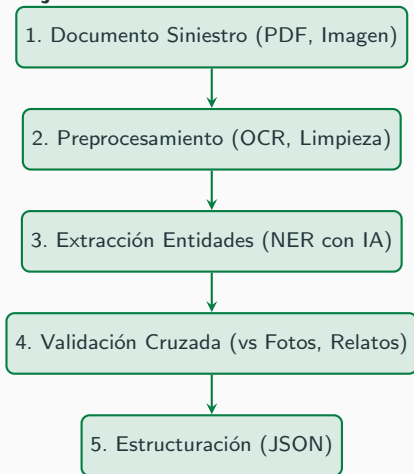 1. Documento Siniestro (PDF, Imagen)
2. Preprocesamiento (OCR, Limpieza)
3. Extracción Entidades (NER con IA)
4. Validación Cruzada (vs Fotos, Relatos)
5. Estructuración (JSON)